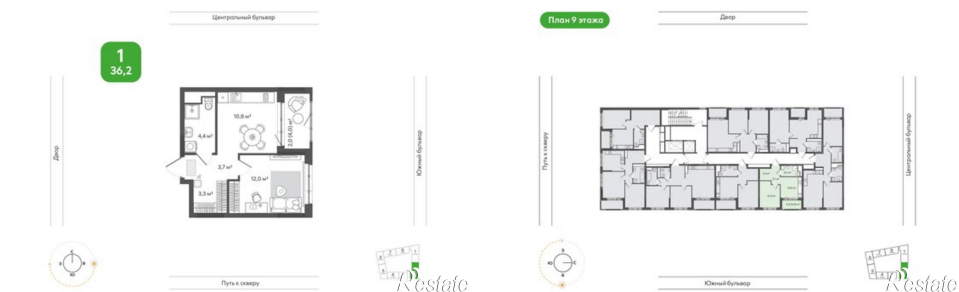 Центральный бульвар
1
36,2
10,8 м²
4,4 м²
2,0 (4,0) м²
3,7 м²
12,0 м²
3,3 м²
Двор
Южный бульвар
С
З
В
Ю
Путь к скверу
Restate
План 9 этажа
Двор
Путь к скверу
Центральный бульвар
З
Ю
С
В
Южный бульвар
Restate